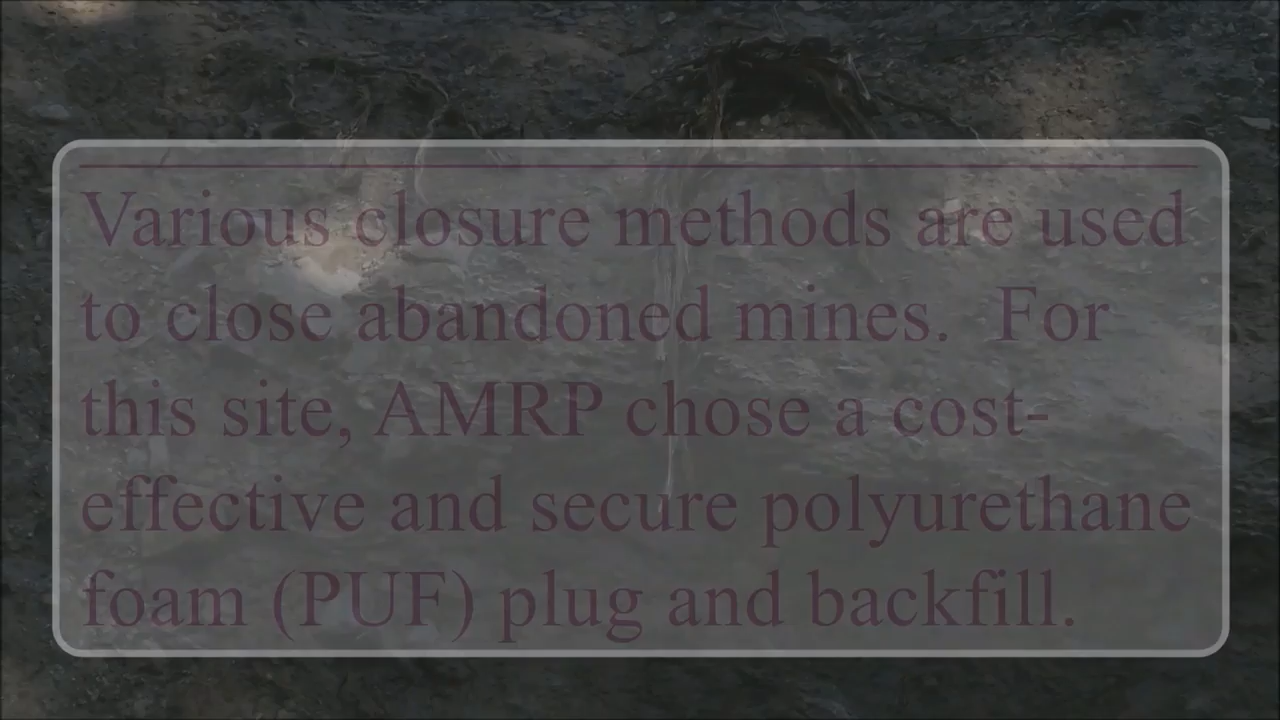 Various closure methods are used
to close abandoned mines.  For
this site, AMRP chose a cost-
effective and secure polyurethane
foam (PUF) plug and backfill.